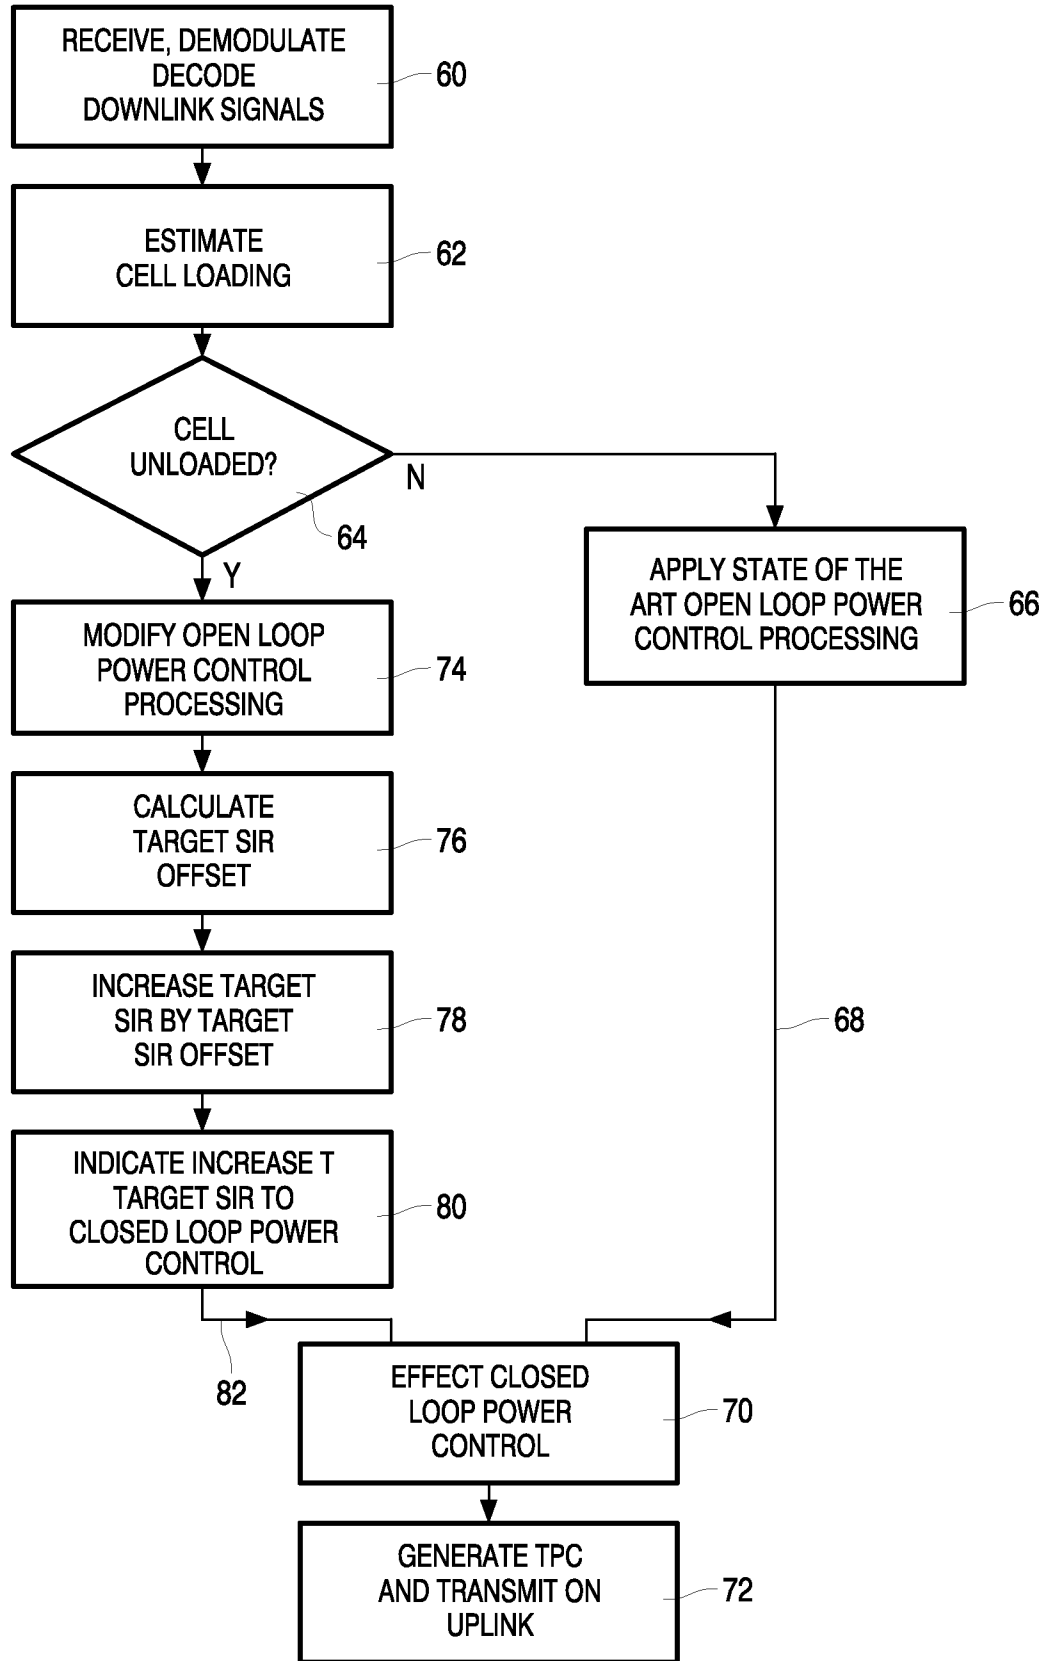 RECEIVE, DEMODULATE
DECODE
DOWNLINK SIGNALS
60
ESTIMATE
CELL LOADING
62
CELL
UNLOADED?
64
N
Y
APPLY STATE OF THE
ART OPEN LOOP POWER
CONTROL PROCESSING
66
MODIFY OPEN LOOP
POWER CONTROL
PROCESSING
74
CALCULATE
TARGET SIR
OFFSET
76
INCREASE TARGET
SIR BY TARGET
SIR OFFSET
78
68
INDICATE INCREASE T
TARGET SIR TO
CLOSED LOOP POWER
CONTROL
80
82
EFFECT CLOSED
LOOP POWER
CONTROL
70
GENERATE TPC
AND TRANSMIT ON
UPLINK
72